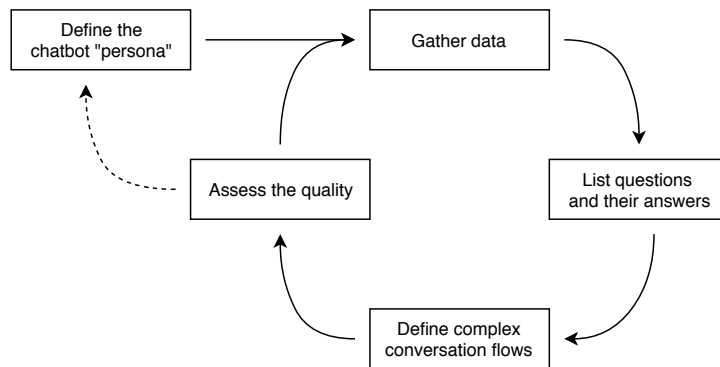 Define the
chatbot "persona"
Gather data
Assess the quality
List questions
and their answers
Define complex
conversation flows